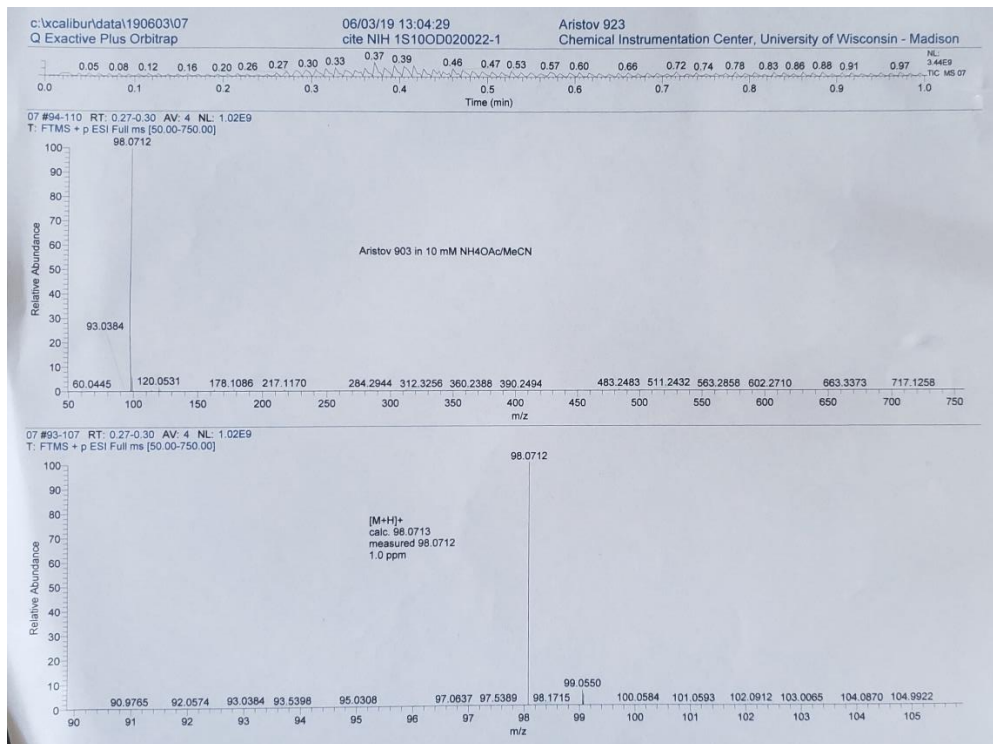 c:\xcalibur\data\190603\07 06/03/19 13:04:29 Aristov 923
Q Exactive Plus Orbitrap cite NIH 1S10OD020022-1 Chemical Instrumentation Center, University of Wisconsin - Madison
0.05 0.08 0.12 0.16 0.20 0.26 0.27 0.30 0.33 0.37 0.39 0.46 0.47 0.53 0.57 0.60 0.66 0.72 0.74 0.78 0.83 0.86 0.88 0.91 0.97
NL:
3.44E9
TIC MS 07
0.0 0.1 0.2 0.3 0.4 0.5 0.6 0.7 0.8 0.9 1.0
Time (min)
07 #94-110 RT: 0.27-0.30 AV: 4 NL: 1.02E9
T: FTMS + p ESI Full ms [50.00-750.00]
98.0712
Aristov 903 in 10 mM NH4OAc/MeCN
93.0384
60.0445 120.0531 178.1086 217.1170 284.2944 312.3256 360.2388 390.2494 483.2483 511.2432 563.2858 602.2710 663.3373 717.1258
100
90
80
70
60
50
40
30
20
10
0
Relative Abundance
50 100 150 200 250 300 350 400 450 500 550 600 650 700 750
m/z
07 #93-107 RT: 0.27-0.30 AV: 4 NL: 1.02E9
T: FTMS + p ESI Full ms [50.00-750.00]
98.0712
[M+H]+
calc. 98.0713
measured 98.0712
1.0 ppm
99.0550
90.9765 92.0574 93.0384 93.5398 95.0308 97.0637 97.5389 98.1715 100.0584 101.0593 102.0912 103.0065 104.0870 104.9922
100
90
80
70
60
50
40
30
20
10
0
Relative Abundance
90 91 92 93 94 95 96 97 98 99 100 101 102 103 104 105
m/z